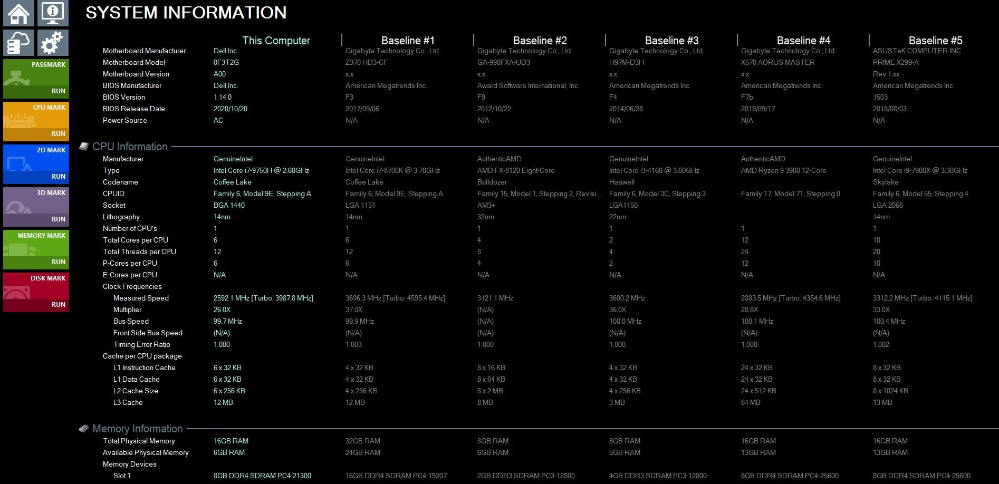 SYSTEM INFORMATION
This Computer Baseline #1 Baseline #2 Baseline #3 Baseline #4 Baseline #5
Motherboard Manufacturer Dell Inc. Gigabyte Technology Co., Ltd. Gigabyte Technology Co., Ltd. Gigabyte Technology Co., Ltd. Gigabyte Technology Co., Ltd. ASUSTeK COMPUTER INC.
PASSMARK
Motherboard Model 0F3T2G Z370 HD3-CF GA-990FXA-UD3 H97M-D3H X570 AORUS MASTER PRIME X299-A
Motherboard Version A00 x.x x.x x.x x.x Rev 1.xx
BIOS Manufacturer Dell Inc. American Megatrends Inc. Award Software International, Inc. American Megatrends Inc. American Megatrends Inc. American Megatrends Inc.
RUN
BIOS Version 1.14.0 F3 F9 F4 F7b 1503
CPU MARK
BIOS Release Date 2020/10/20 2017/09/06 2012/10/22 2014/06/28 2019/09/17 2018/08/03
Power Source AC N/A N/A N/A N/A N/A
RUN
CPU Information
2D MARK
Manufacturer GenuineIntel GenuineIntel AuthenticAMD GenuineIntel AuthenticAMD GenuineIntel
Type Intel Core i7-9750H @ 2.60GHz Intel Core i7-8700K @ 3.70GHz AMD FX-8120 Eight-Core Intel Core i3-4160 @ 3.60GHz AMD Ryzen 9 3900 12-Core Intel Core i9-7900X @ 3.30GHz
RUN
Codename Coffee Lake Coffee Lake Bulldozer Haswell Skylake
3D MARK
CPUID Family 6, Model 9E, Stepping A Family 6, Model 9E, Stepping A Family 15, Model 1, Stepping 2, Revisi... Family 6, Model 3C, Stepping 3 Family 17, Model 71, Stepping 0 Family 6, Model 55, Stepping 4
Socket BGA 1440 LGA 1151 AM3+ LGA1150 LGA 2066
Lithography 14nm 14nm 32nm 22nm 14nm
RUN
Number of CPU's 1 1 1 1 1 1
MEMORY MARK
Total Cores per CPU 6 6 4 2 12 10
Total Threads per CPU 12 12 8 4 24 20
P-Cores per CPU 6 6 4 2 12 10
RUN
E-Cores per CPU N/A N/A N/A N/A N/A N/A
DISK MARK
Clock Frequencies
Measured Speed 2592.1 MHz [Turbo: 3987.8 MHz] 3696.3 MHz [Turbo: 4595.4 MHz] 3121.1 MHz 3600.2 MHz 2883.5 MHz [Turbo: 4354.6 MHz] 3312.2 MHz [Turbo: 4115.1 MHz]
RUN
Multiplier 26.0X 37.0X (N/A) 36.0X 28.8X 33.0X
Bus Speed 99.7 MHz 99.9 MHz (N/A) 100.0 MHz 100.1 MHz 100.4 MHz
Front Side Bus Speed (N/A) (N/A) (N/A) (N/A) (N/A) (N/A)
Timing Error Ratio 1.000 1.003 1.000 1.000 1.000 1.002
Cache per CPU package
L1 Instruction Cache 6 x 32 KB 4 x 32 KB 8 x 16 KB 4 x 32 KB 24 x 32 KB 8 x 32 KB
L1 Data Cache 6 x 32 KB 4 x 32 KB 8 x 64 KB 4 x 32 KB 24 x 32 KB 8 x 32 KB
L2 Cache Size 6 x 256 KB 4 x 256 KB 8 x 2 MB 4 x 256 KB 24 x 512 KB 8 x 1024 KB
L3 Cache 12 MB 12 MB 8 MB 3 MB 64 MB 13 MB
Memory Information
Total Physical Memory 16GB RAM 32GB RAM 8GB RAM 8GB RAM 16GB RAM 16GB RAM
Available Physical Memory 6GB RAM 24GB RAM 6GB RAM 5GB RAM 13GB RAM 13GB RAM
Memory Devices
Slot 1 8GB DDR4 SDRAM PC4-21300 16GB DDR4 SDRAM PC4-19207 2GB DDR3 SDRAM PC3-12800 4GB DDR3 SDRAM PC3-12800 8GB DDR4 SDRAM PC4-25600 8GB DDR4 SDRAM PC4-25600